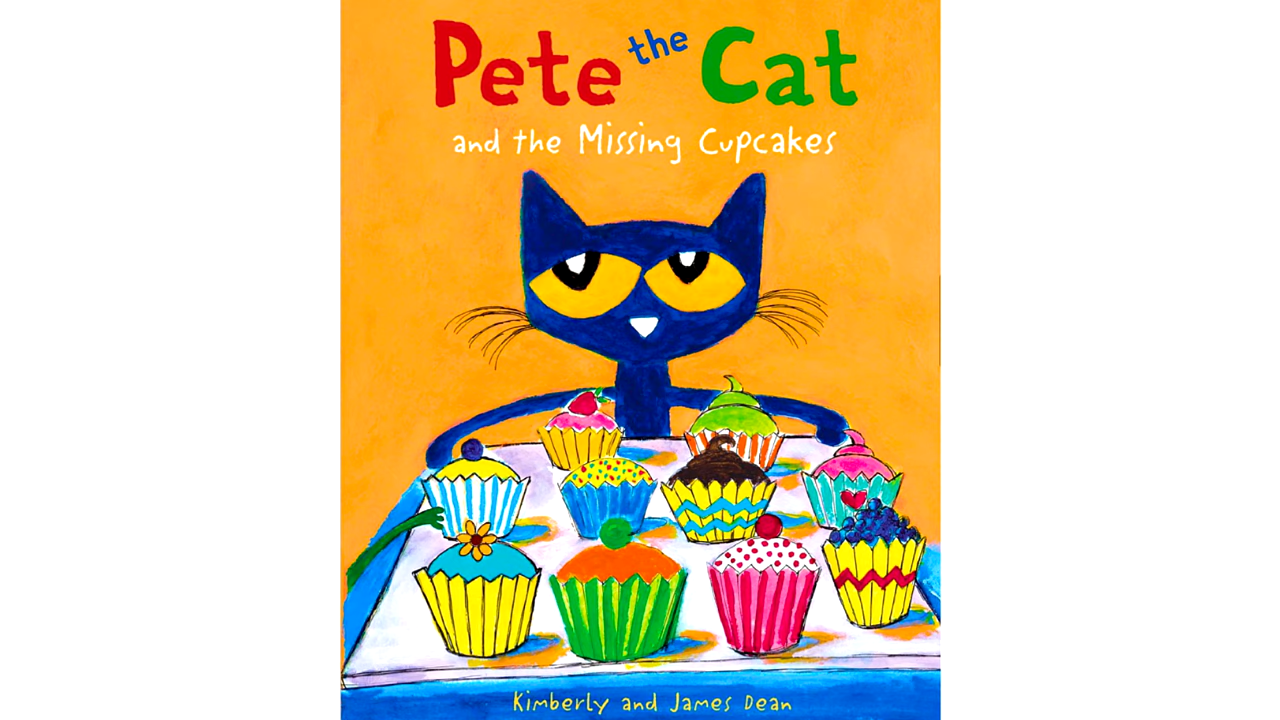 Pete the Cat
and the Missing Cupcakes
Kimberly and James Dean